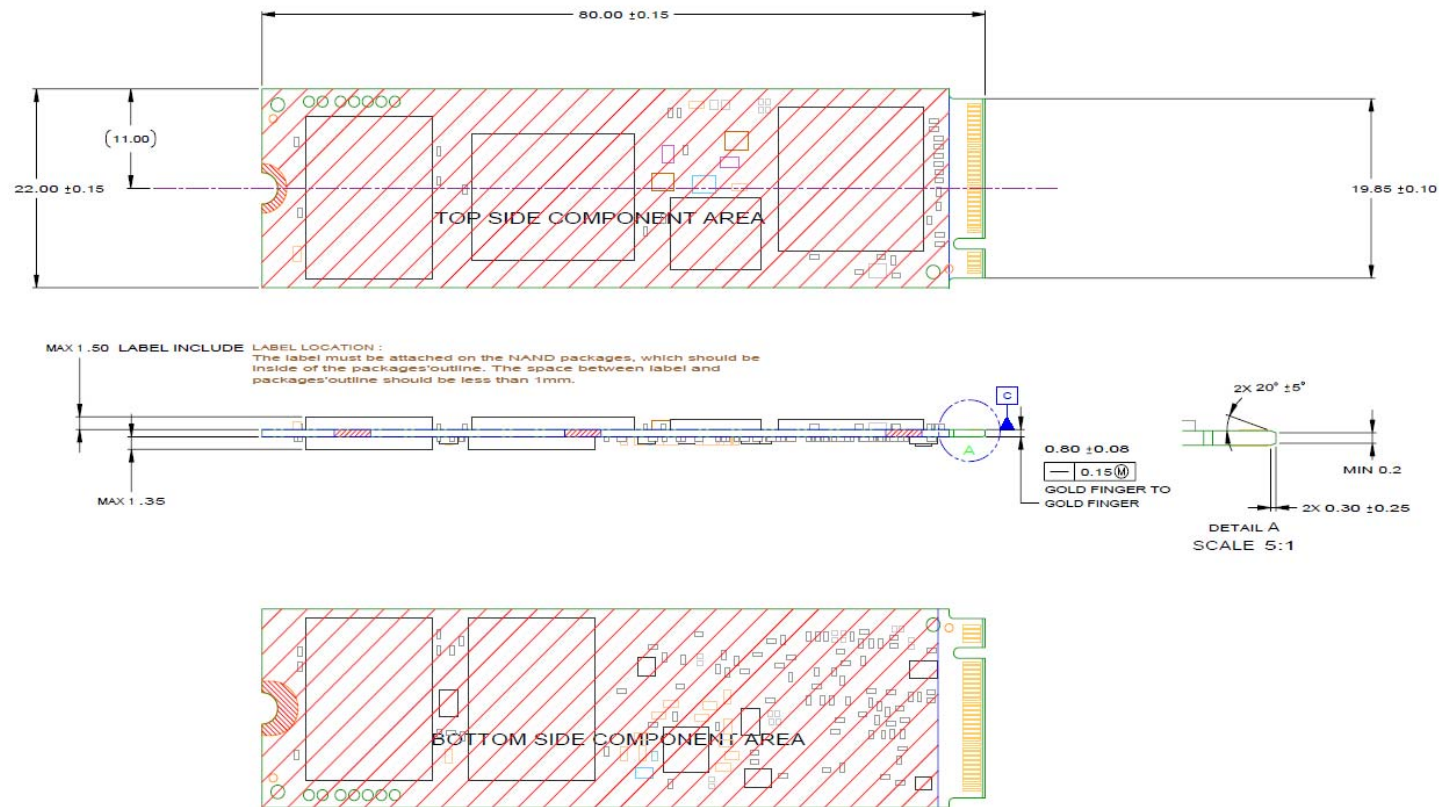 80.00 ±0.15
(11.00)
22.00 ±0.15
19.85 ±0.10
TOP SIDE COMPONENT AREA
MAX 1.50 LABEL INCLUDE
LABEL LOCATION :
The label must be attached on the NAND packages, which should be
inside of the packages'outline. The space between label and
packages'outline should be less than 1mm.
C
2X 20° ±5°
A
0.80 ±0.08
— 0.15 Ⓜ
GOLD FINGER TO
GOLD FINGER
MIN 0.2
MAX 1.35
2X 0.30 ±0.25
DETAIL A
SCALE 5:1
BOTTOM SIDE COMPONENT AREA